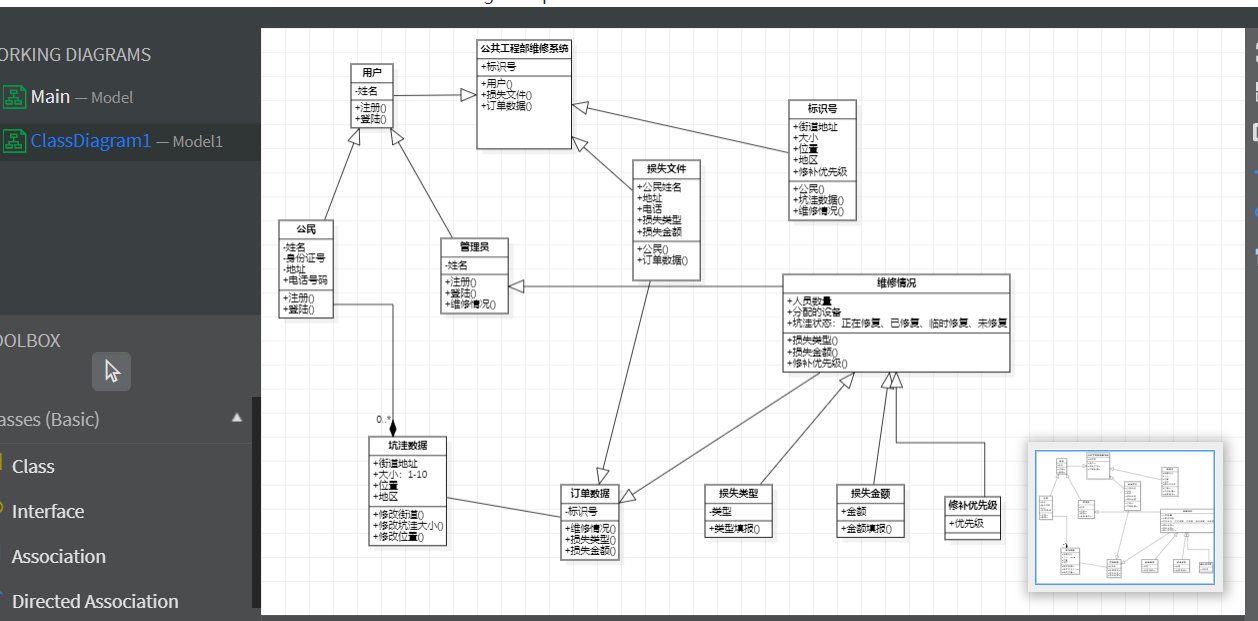 ORKING DIAGRAMS
Main — Model
ClassDiagram1 — Model1
OOLBOX
asses (Basic)
Class
Interface
Association
Directed Association
用户
-姓名
+注册()
+登陆()
公共工程部维修系统
+标识号
+用户()
+损失文件()
+订单数据()
标识号
+街道地址
+大小
+位置
+地区
+修补优先级
+公民()
+坑洼数据()
+维修情况()
损失文件
+公民姓名
+地址
+电话
+损失类型
+损失金额
+公民()
+订单数据()
公民
-姓名
-身份证号
-地址
+电话号码
+注册()
+登陆()
管理员
-姓名
+注册()
+登陆()
+维修情况()
维修情况
+人员数量
+分配的设备
+坑洼状态：正在修复、已修复、临时修复、未修复
+损失类型()
+损失金额()
+修补优先级()
0..*
坑洼数据
+街道地址
+大小：1-10
+位置
+地区
+修改街道()
+修改坑洼大小()
+修改位置()
订单数据
-标识号
+维修情况()
+损失类型()
+损失金额()
损失类型
-类型
+类型填报()
损失金额
+金额
+金额填报()
修补优先级
+优先级